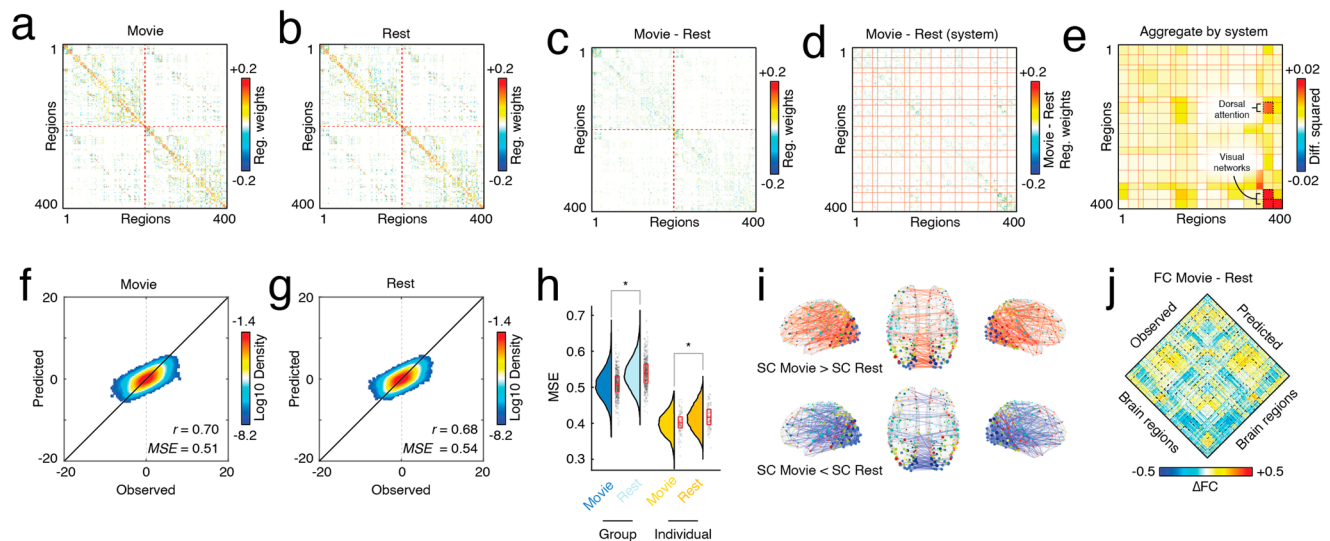 a
Movie
1
Regions
400
1
Regions
400
+0.2
Reg. weights
-0.2
b
Rest
1
Regions
400
1
Regions
400
+0.2
Reg. weights
-0.2
c
Movie - Rest
1
Regions
400
1
Regions
400
+0.2
Reg. weights
-0.2
d
Movie - Rest (system)
1
Regions
400
1
Regions
400
+0.2
Movie - Rest
Reg. weights
-0.2
e
Aggregate by system
1
Regions
400
Dorsal
attention
Visual
networks
1
Regions
400
+0.02
Diff. squared
-0.02
f
Movie
20
0
-20
Predicted
r = 0.70
MSE = 0.51
-20
0
20
Observed
-1.4
Log10 Density
-8.2
g
Rest
20
0
-20
Predicted
r = 0.68
MSE = 0.54
-20
0
20
Observed
-1.4
Log10 Density
-8.2
h
*
*
0.7
0.6
0.5
0.4
0.3
MSE
Movie
Rest
Movie
Rest
Group
Individual
i
SC Movie > SC Rest
SC Movie < SC Rest
j
FC Movie - Rest
Observed
Predicted
Brain regions
Brain regions
-0.5
+0.5
ΔFC